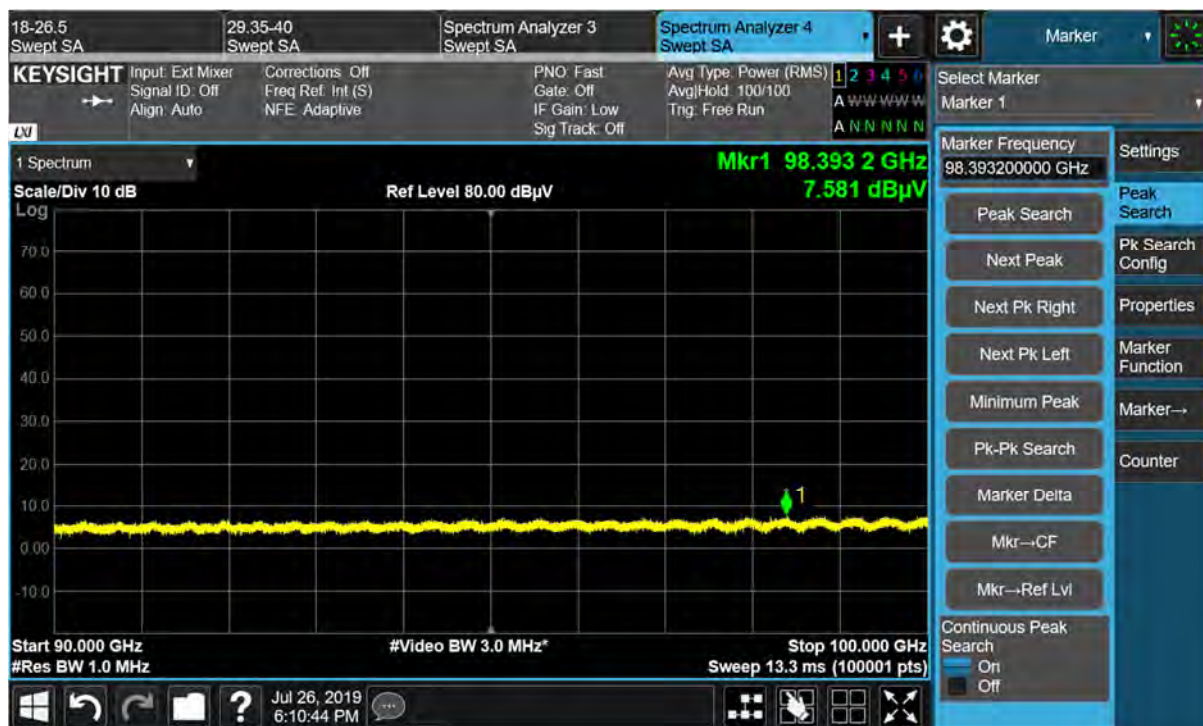 18-26.5
Swept SA
29.35-40
Swept SA
Spectrum Analyzer 3
Swept SA
Spectrum Analyzer 4
Swept SA
+
Marker
KEYSIGHT
Input: Ext Mixer
Signal ID: Off
Align: Auto
Corrections: Off
Freq Ref: Int (S)
NFE: Adaptive
PNO: Fast
Gate: Off
IF Gain: Low
Sig Track: Off
Avg Type: Power (RMS)
Avg|Hold: 100/100
Trig: Free Run
1 2 3 4 5 6
A W W W W W
A N N N N N
LXI
Select Marker
Marker 1
1 Spectrum
Scale/Div 10 dB
Ref Level 80.00 dBµV
Mkr1 98.393 2 GHz
7.581 dBµV
Log
70.0
60.0
50.0
40.0
30.0
20.0
10.0
0.00
-10.0
1
Start 90.000 GHz
#Res BW 1.0 MHz
#Video BW 3.0 MHz*
Stop 100.000 GHz
Sweep 13.3 ms (100001 pts)
Marker Frequency
98.393200000 GHz
Peak Search
Next Peak
Next Pk Right
Next Pk Left
Minimum Peak
Pk-Pk Search
Marker Delta
Mkr→CF
Mkr→Ref Lvl
Continuous Peak
Search
On
Off
Settings
Peak
Search
Pk Search
Config
Properties
Marker
Function
Marker→
Counter
?
Jul 26, 2019
6:10:44 PM